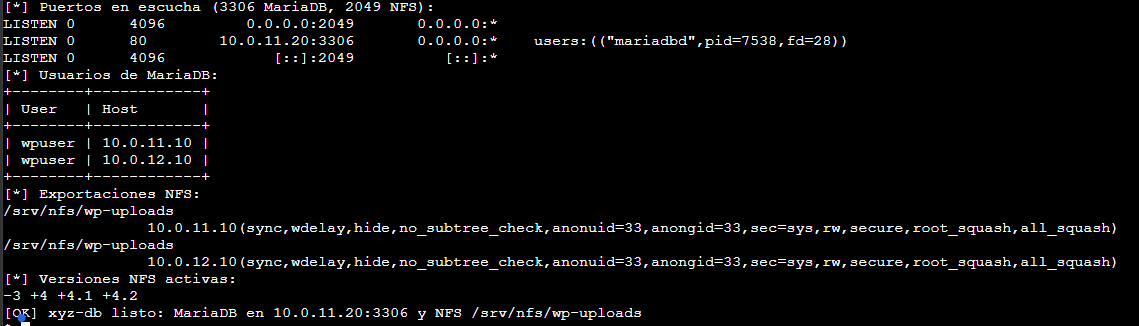 [*] Puertos en escucha (3306 MariaDB, 2049 NFS):
LISTEN 0      4096         0.0.0.0:2049       0.0.0.0:*
LISTEN 0      80        10.0.11.20:3306       0.0.0.0:*    users:(("mariadbd",pid=7538,fd=28))
LISTEN 0      4096            [::]:2049          [::]:*
[*] Usuarios de MariaDB:
+--------+------------+
| User   | Host       |
+--------+------------+
| wpuser | 10.0.11.10 |
| wpuser | 10.0.12.10 |
+--------+------------+
[*] Exportaciones NFS:
/srv/nfs/wp-uploads
                10.0.11.10(sync,wdelay,hide,no_subtree_check,anonuid=33,anongid=33,sec=sys,rw,secure,root_squash,all_squash)
/srv/nfs/wp-uploads
                10.0.12.10(sync,wdelay,hide,no_subtree_check,anonuid=33,anongid=33,sec=sys,rw,secure,root_squash,all_squash)
[*] Versiones NFS activas:
-3 +4 +4.1 +4.2
[OK] xyz-db listo: MariaDB en 10.0.11.20:3306 y NFS /srv/nfs/wp-uploads